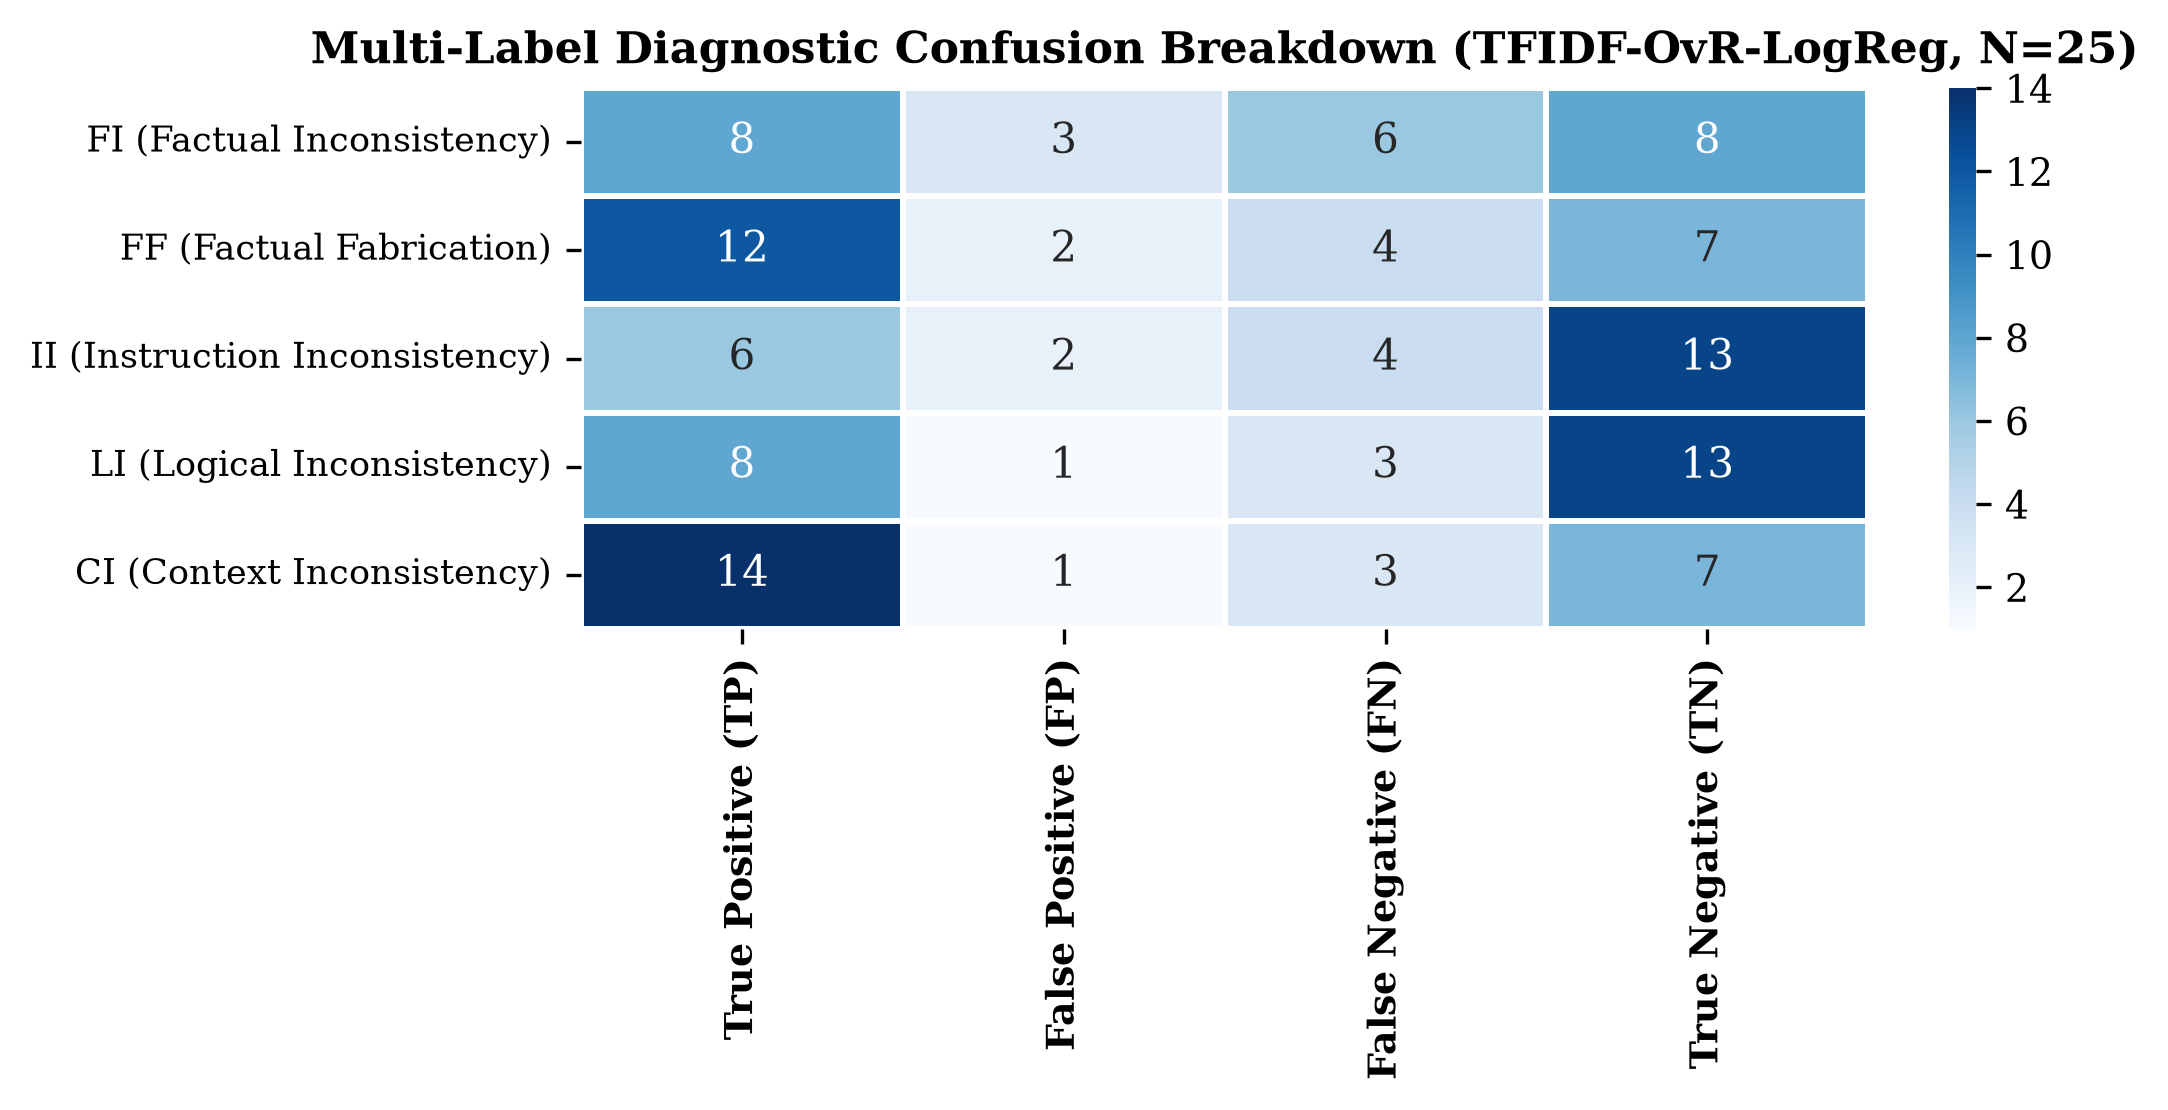 Multi-Label Diagnostic Confusion Breakdown (TFIDF-OvR-LogReg, N=25)
FI (Factual Inconsistency) 8 3 6 8
FF (Factual Fabrication) 12 2 4 7
II (Instruction Inconsistency) 6 2 4 13
LI (Logical Inconsistency) 8 1 3 13
CI (Context Inconsistency) 14 1 3 7
True Positive (TP)
False Positive (FP)
False Negative (FN)
True Negative (TN)
14
12
10
8
6
4
2